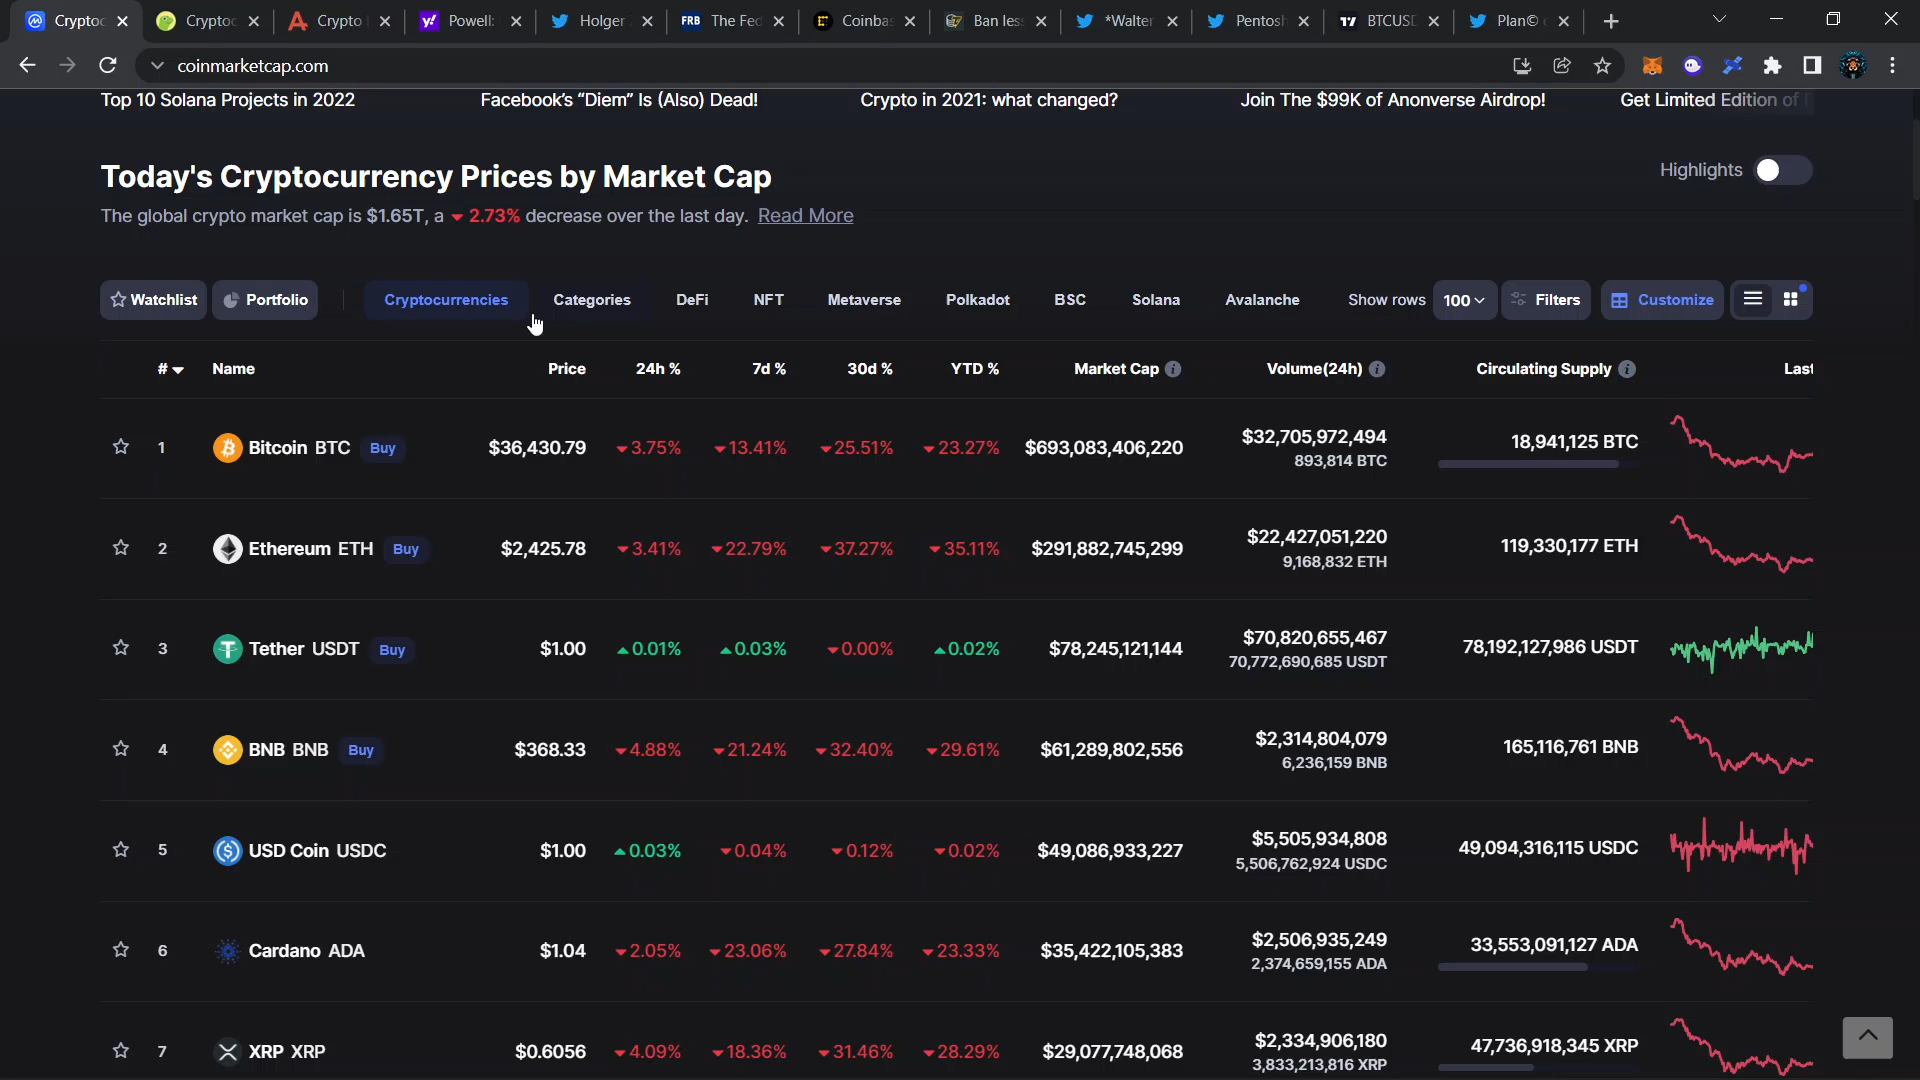 Cryptoc Cryptoc Crypto Powell: Holger The Fed Coinbas Ban less *Walter Pentosh BTCUSD Plan©
coinmarketcap.com
Top 10 Solana Projects in 2022 Facebook's “Diem” Is (Also) Dead! Crypto in 2021: what changed? Join The $99K of Anonverse Airdrop! Get Limited Edition of
Today's Cryptocurrency Prices by Market Cap Highlights
The global crypto market cap is $1.65T, a 2.73% decrease over the last day. Read More
Watchlist Portfolio Cryptocurrencies Categories DeFi NFT Metaverse Polkadot BSC Solana Avalanche Show rows 100 Filters Customize
# Name Price 24h % 7d % 30d % YTD % Market Cap Volume(24h) Circulating Supply Last
1 Bitcoin BTC Buy $36,430.79 3.75% 13.41% 25.51% 23.27% $693,083,406,220 $32,705,972,494 18,941,125 BTC
893,814 BTC
2 Ethereum ETH Buy $2,425.78 3.41% 22.79% 37.27% 35.11% $291,882,745,299 $22,427,051,220 119,330,177 ETH
9,168,832 ETH
3 Tether USDT Buy $1.00 0.01% 0.03% 0.00% 0.02% $78,245,121,144 $70,820,655,467 78,192,127,986 USDT
70,772,690,685 USDT
4 BNB BNB Buy $368.33 4.88% 21.24% 32.40% 29.61% $61,289,802,556 $2,314,804,079 165,116,761 BNB
6,236,159 BNB
5 USD Coin USDC $1.00 0.03% 0.04% 0.12% 0.02% $49,086,933,227 $5,505,934,808 49,094,316,115 USDC
5,506,762,924 USDC
6 Cardano ADA $1.04 2.05% 23.06% 27.84% 23.33% $35,422,105,383 $2,506,935,249 33,553,091,127 ADA
2,374,659,155 ADA
7 XRP XRP $0.6056 4.09% 18.36% 31.46% 28.29% $29,077,748,068 $2,334,906,180 47,736,918,345 XRP
3,833,213,816 XRP